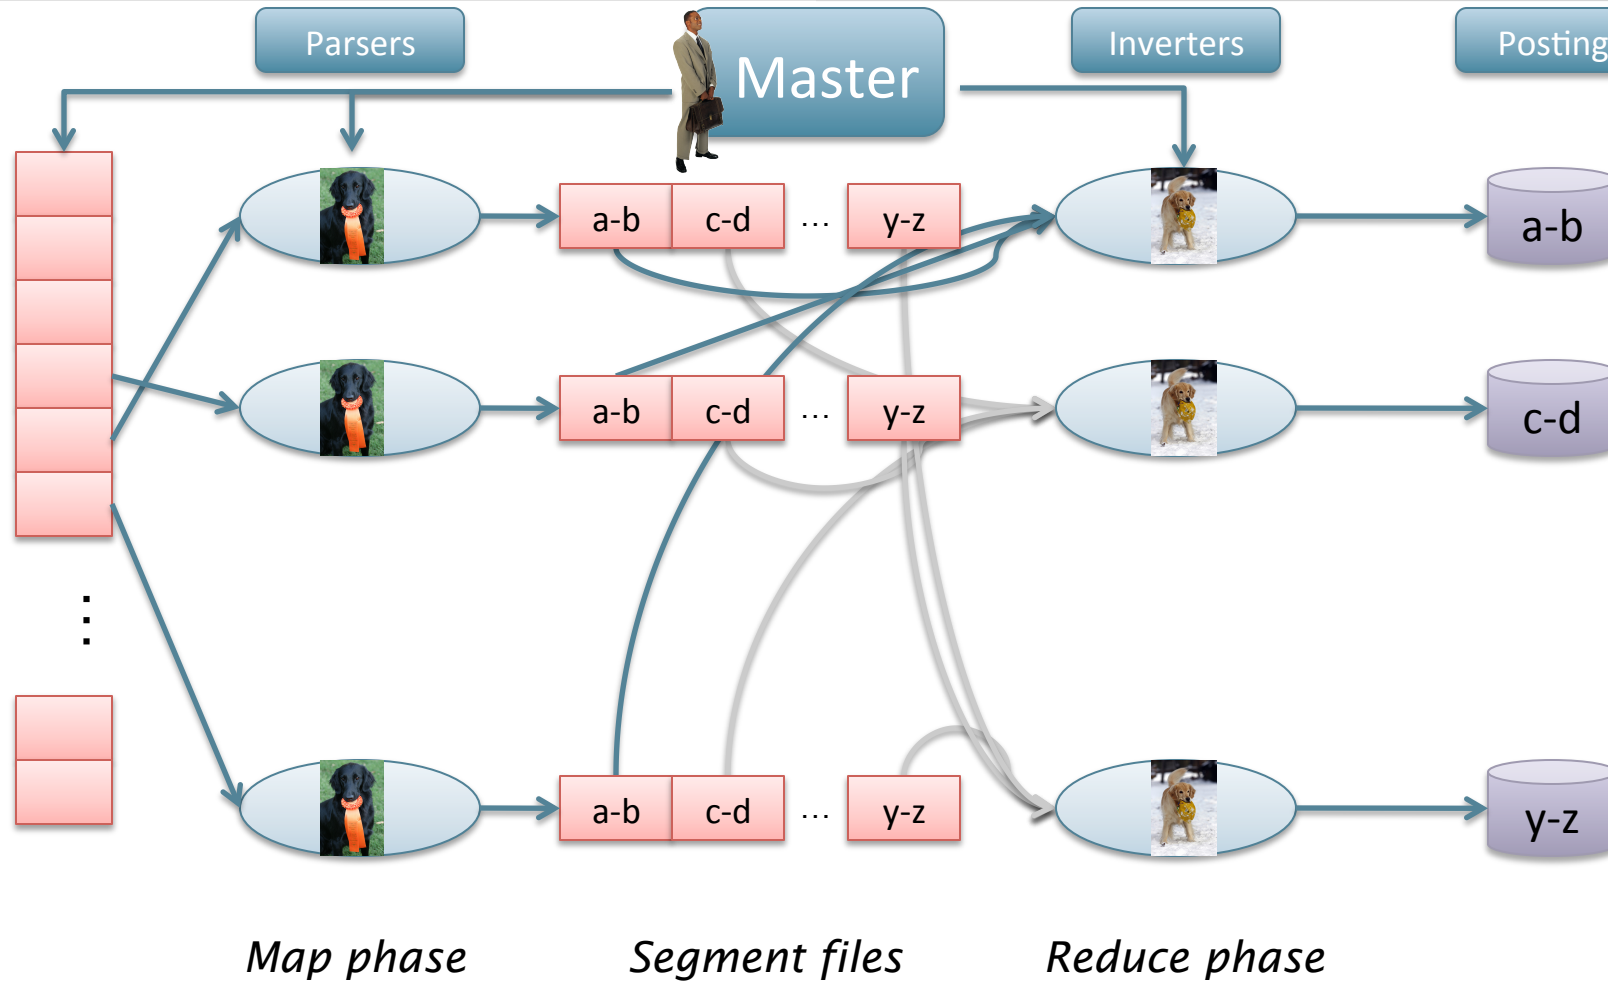 Parsers
Master
Inverters
Posting
a-b c-d ... y-z
a-b
a-b c-d ... y-z
c-d
a-b c-d ... y-z
y-z
Map phase
Segment files
Reduce phase